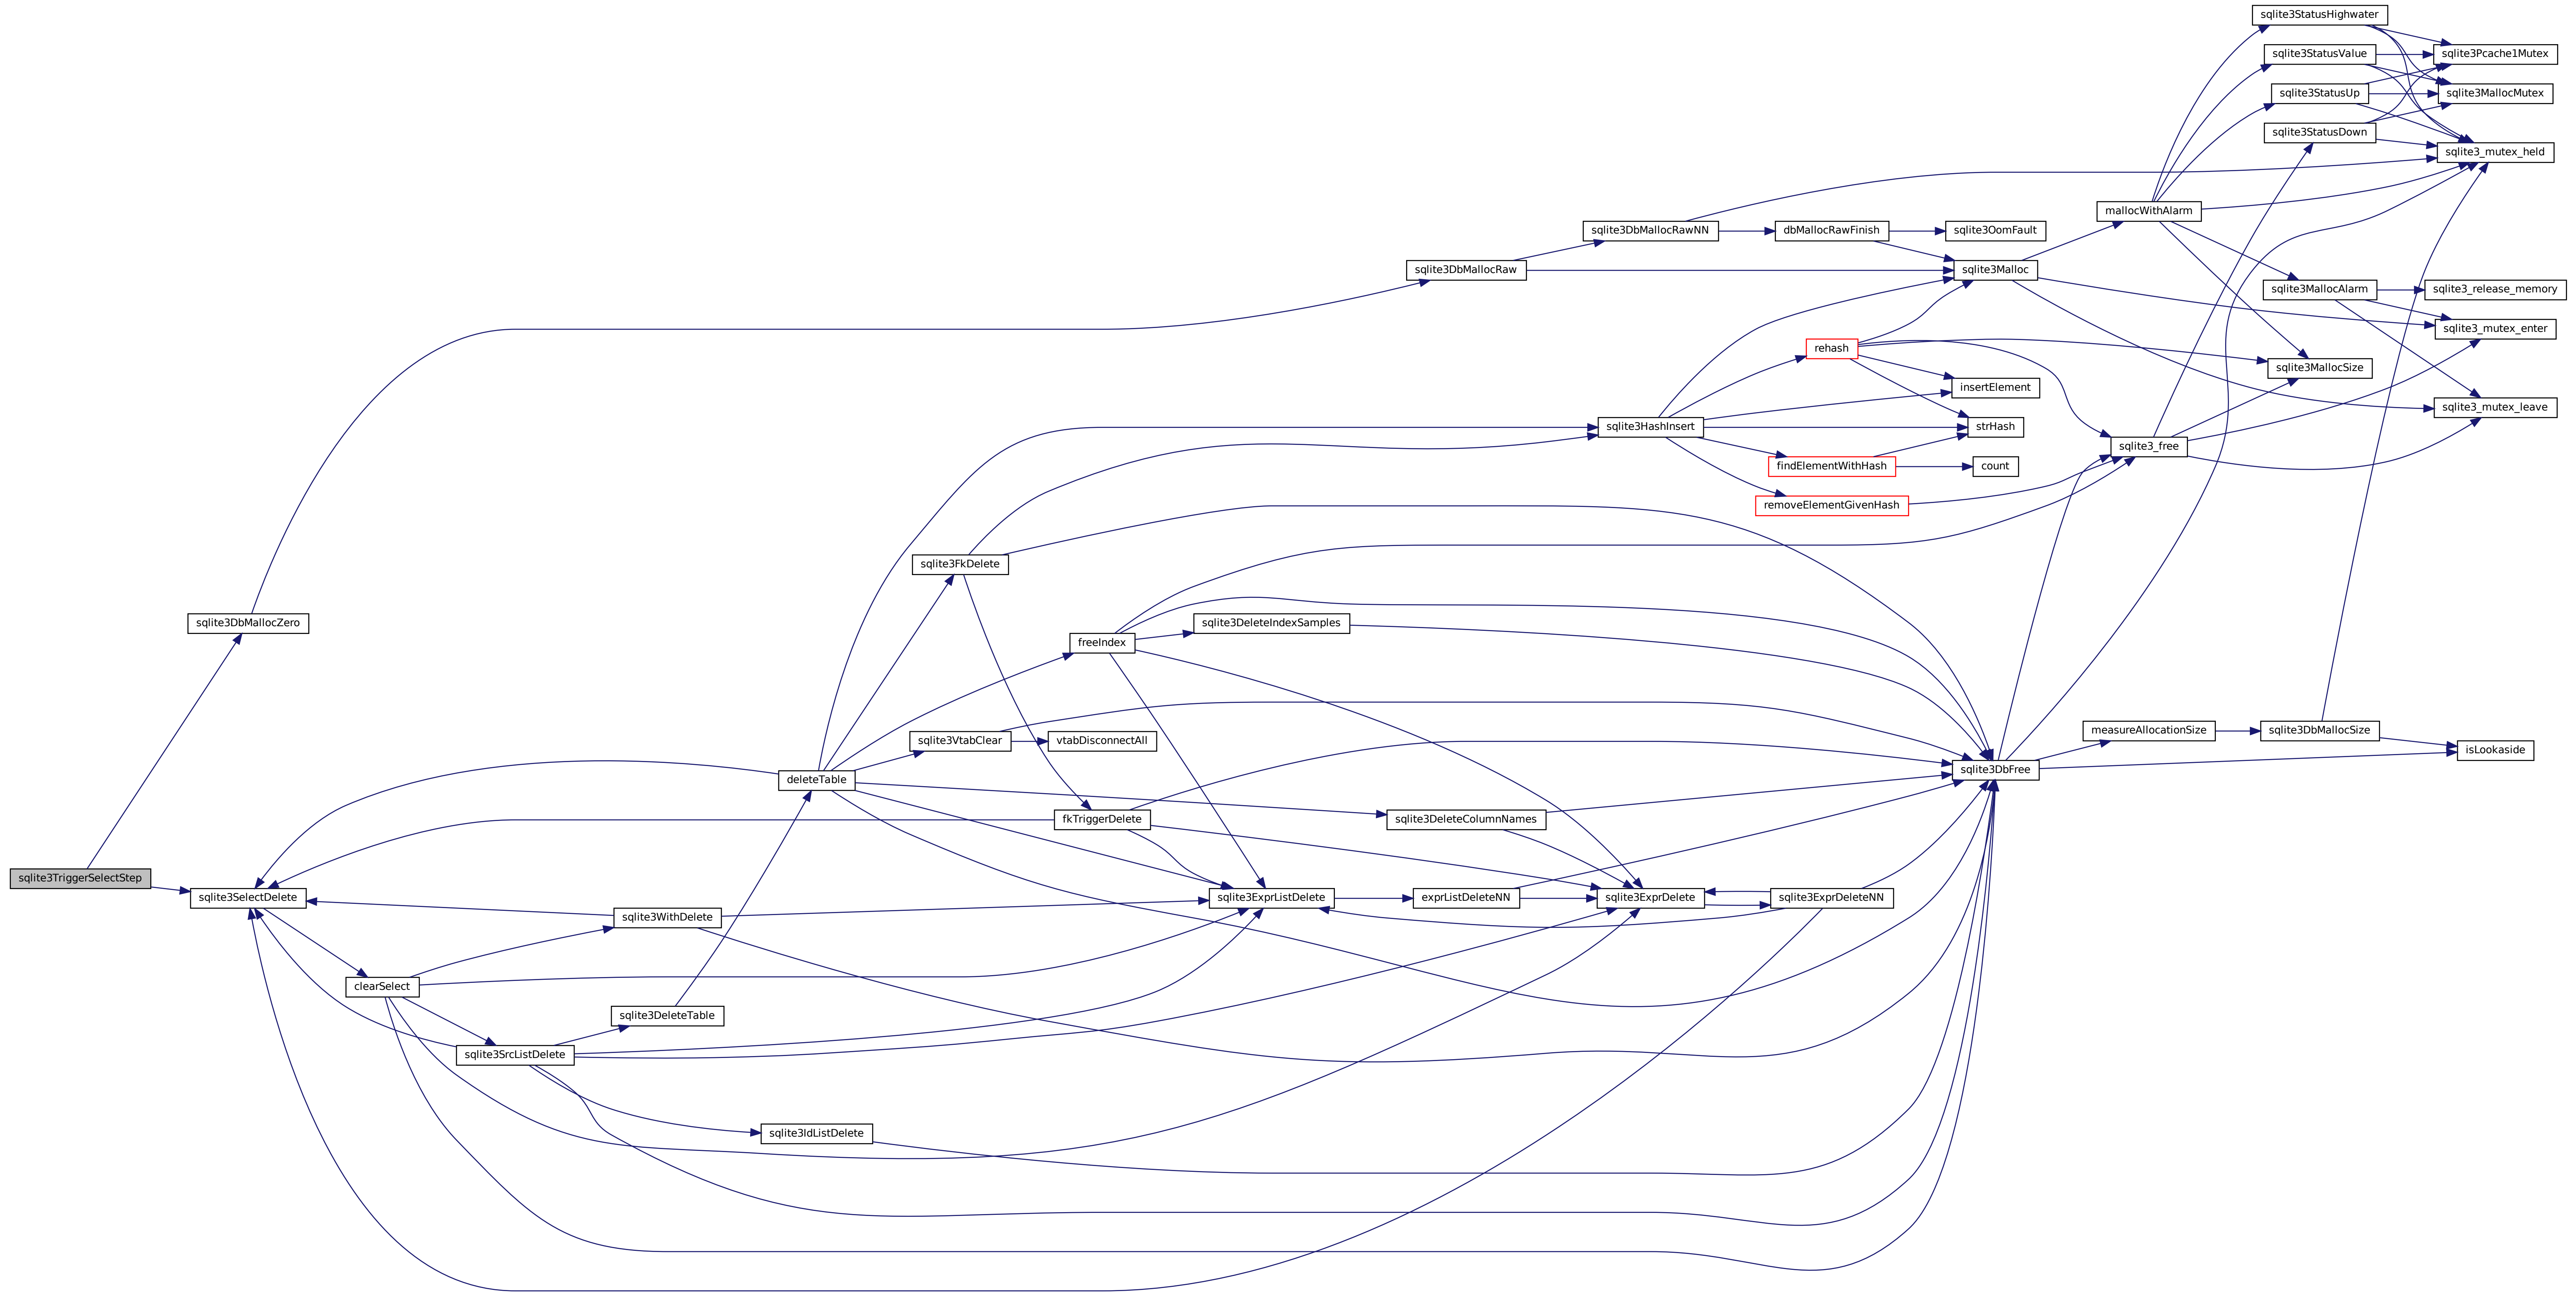 sqlite3StatusHighwater
sqlite3StatusValue
sqlite3Pcache1Mutex
sqlite3StatusUp
sqlite3MallocMutex
sqlite3StatusDown
sqlite3_mutex_held
mallocWithAlarm
sqlite3DbMallocRawNN
dbMallocRawFinish
sqlite3OomFault
sqlite3DbMallocRaw
sqlite3Malloc
sqlite3MallocAlarm
sqlite3_release_memory
sqlite3_mutex_enter
rehash
sqlite3MallocSize
insertElement
sqlite3_mutex_leave
sqlite3HashInsert
strHash
sqlite3_free
findElementWithHash
count
removeElementGivenHash
sqlite3FkDelete
sqlite3DbMallocZero
sqlite3DeleteIndexSamples
freeIndex
measureAllocationSize
sqlite3DbMallocSize
sqlite3VtabClear
vtabDisconnectAll
isLookaside
deleteTable
sqlite3DbFree
fkTriggerDelete
sqlite3DeleteColumnNames
sqlite3TriggerSelectStep
sqlite3SelectDelete
sqlite3ExprListDelete
exprListDeleteNN
sqlite3ExprDelete
sqlite3ExprDeleteNN
sqlite3WithDelete
clearSelect
sqlite3DeleteTable
sqlite3SrcListDelete
sqlite3IdListDelete